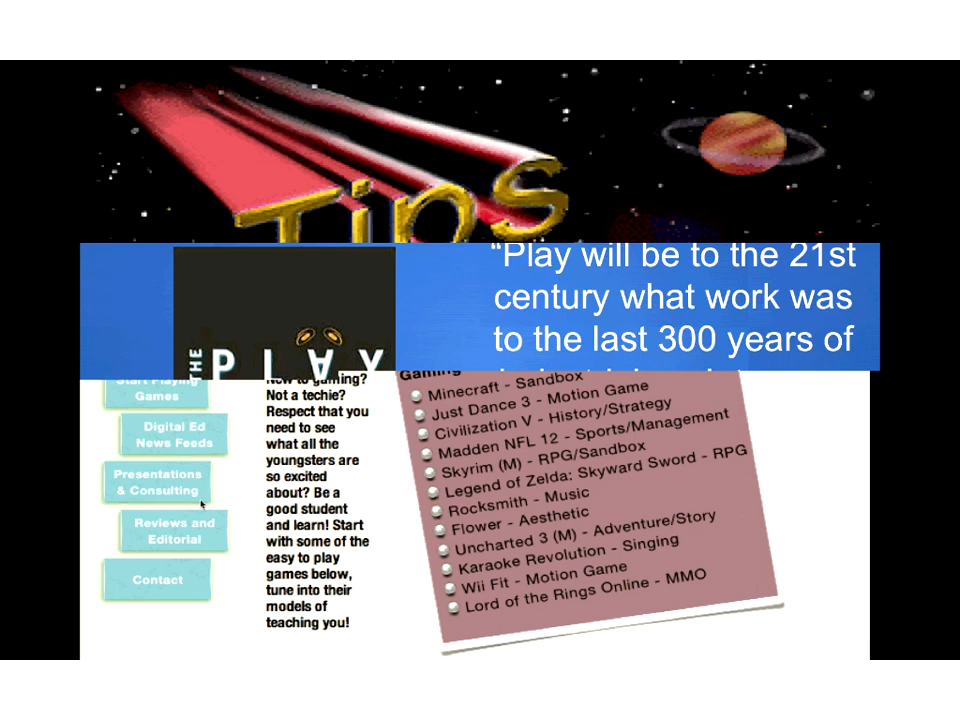 Tips
“Play will be to the 21st
century what work was
to the last 300 years of
THE PLAY
Start Playing
Games
Digital Ed
News Feeds
Presentations
& Consulting
Reviews and
Editorial
Contact
New to gaming?
Not a techie?
Respect that you
need to see
what all the
youngsters are
so excited
about? Be a
good student
and learn! Start
with some of the
easy to play
games below,
tune into their
models of
teaching you!
Gaming
Minecraft - Sandbox
Just Dance 3 - Motion Game
Civilization V - History/Strategy
Madden NFL 12 - Sports/Management
Skyrim (M) - RPG/Sandbox
Legend of Zelda: Skyward Sword - RPG
Rocksmith - Music
Flower - Aesthetic
Uncharted 3 (M) - Adventure/Story
Karaoke Revolution - Singing
Wii Fit - Motion Game
Lord of the Rings Online - MMO